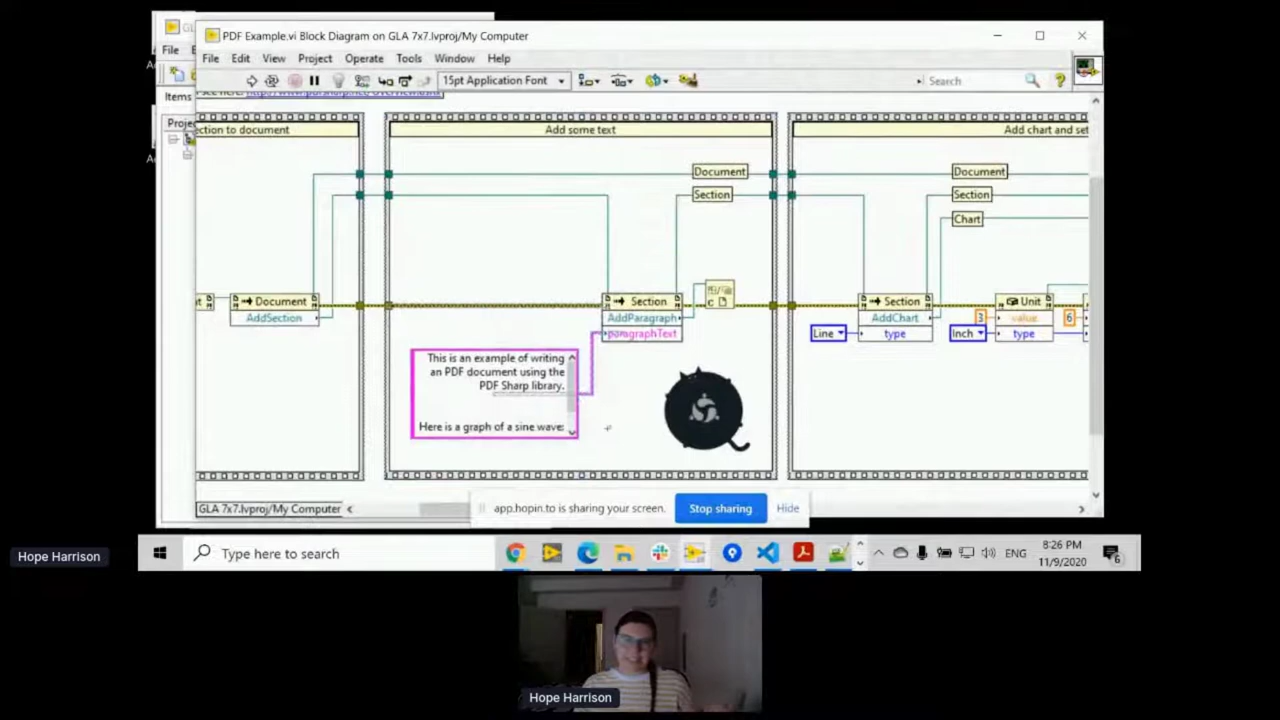 PDF Example.vi Block Diagram on GLA 7x7.lvproj/My Computer
File
File Edit View Project Operate Tools Window Help
15pt Application Font
Search
Items
Projec
ection to document
Add some text
Add chart and set
Document
Section
Document
Section
Chart
Document
AddSection
Section
AddParagraph
paragraphText
Section
AddChart
type
Line
Unit
value
type
3
Inch
6
This is an example of writing
an PDF document using the
PDF Sharp library.
Here is a graph of a sine wave:
GLA 7x7.lvproj/My Computer
app.hopin.to is sharing your screen.
Stop sharing
Hide
Hope Harrison
Type here to search
ENG
8:26 PM
11/9/2020
6
Hope Harrison